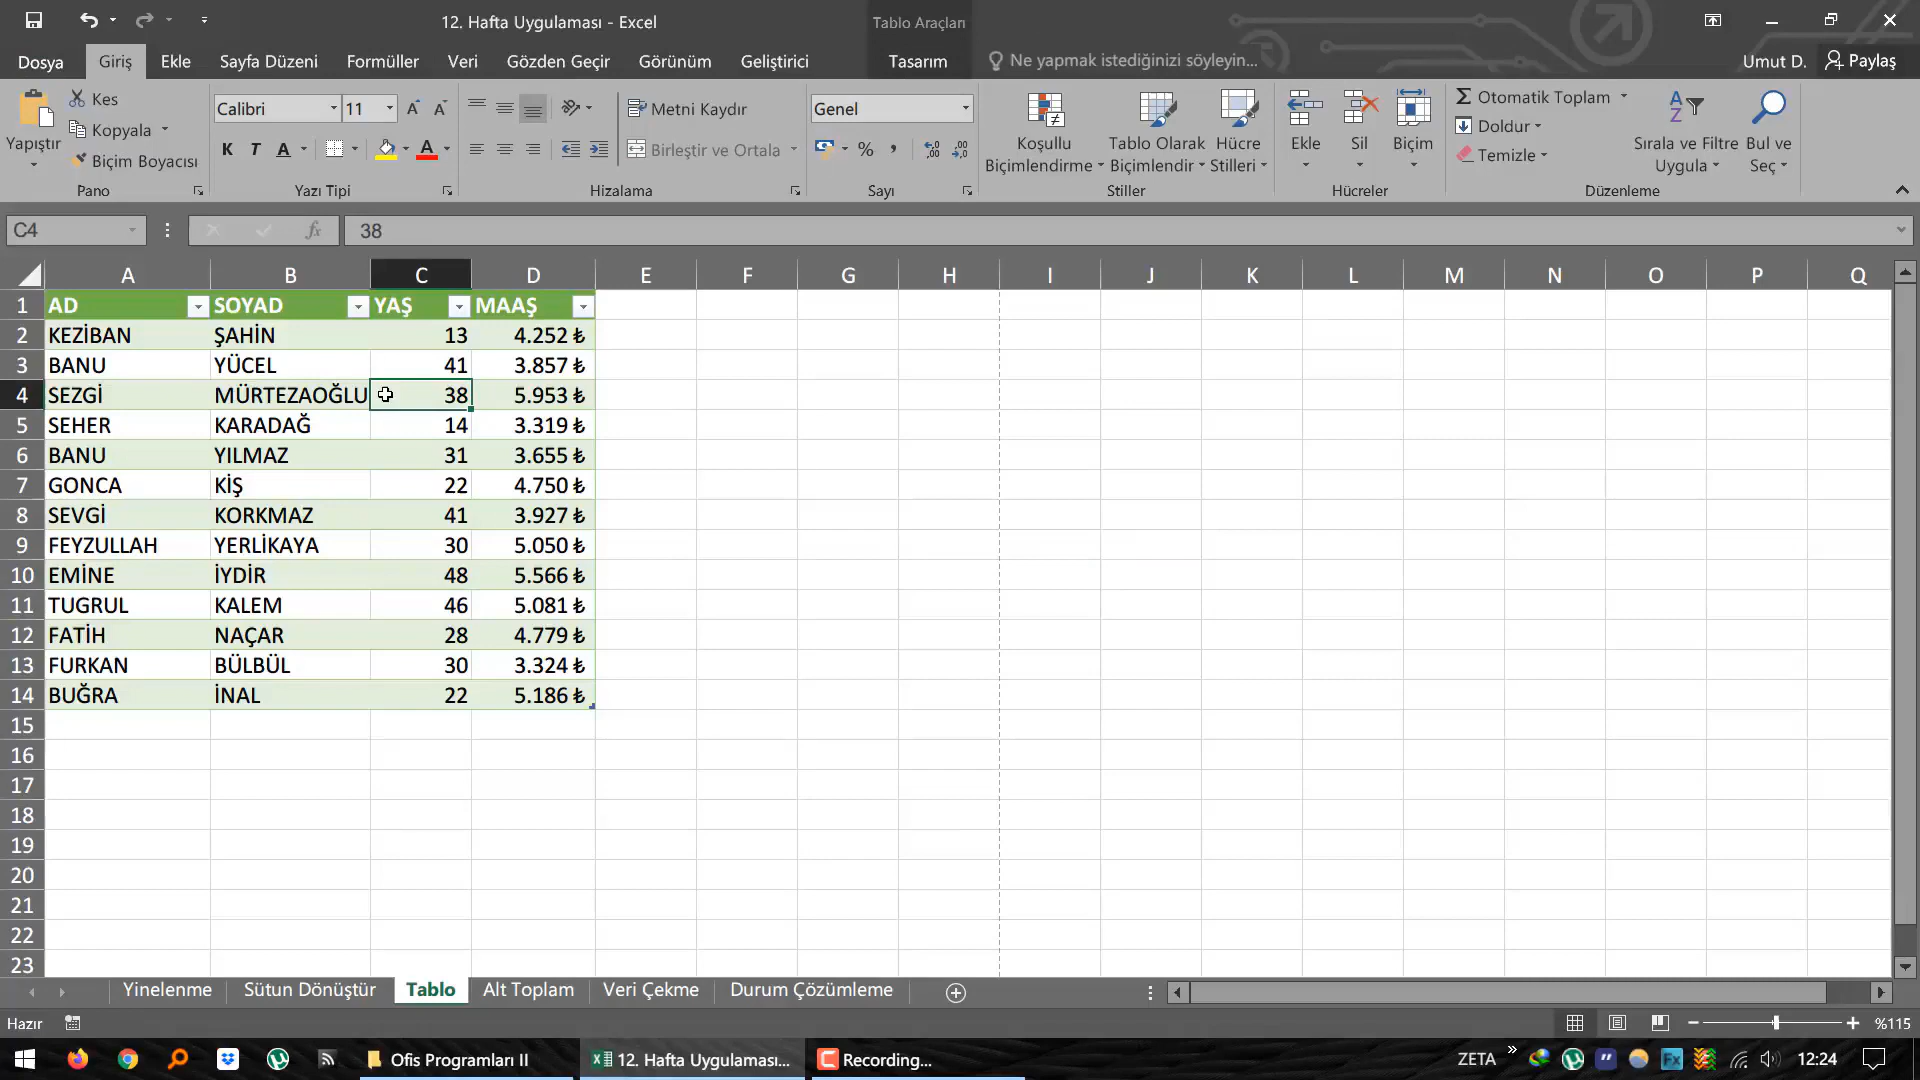 12. Hafta Uygulaması - Excel
Tablo Araçları
Dosya Giriş Ekle Sayfa Düzeni Formüller Veri Gözden Geçir Görünüm Geliştirici Tasarım Ne yapmak istediğinizi söyleyin... Umut D. Paylaş
Yapıştır
Kes
Kopyala
Biçim Boyacısı
Pano
Calibri 11
K T A
Yazı Tipi
Metni Kaydır
Birleştir ve Ortala
Hizalama
Genel
%
Sayı
Koşullu Biçimlendirme
Tablo Olarak Biçimlendir
Hücre Stilleri
Stiller
Ekle
Sil
Biçim
Hücreler
Otomatik Toplam
Doldur
Temizle
Sırala ve Filtre Uygula
Bul ve Seç
Düzenleme
C4 fx 38
A B C D E F G H I J K L M N O P Q
1 AD SOYAD YAŞ MAAŞ
2 KEZİBAN ŞAHİN 13 4.252 ₺
3 BANU YÜCEL 41 3.857 ₺
4 SEZGİ MÜRTEZAOĞLU 38 5.953 ₺
5 SEHER KARADAĞ 14 3.319 ₺
6 BANU YILMAZ 31 3.655 ₺
7 GONCA KİŞ 22 4.750 ₺
8 SEVGİ KORKMAZ 41 3.927 ₺
9 FEYZULLAH YERLİKAYA 30 5.050 ₺
10 EMİNE İYDİR 48 5.566 ₺
11 TUGRUL KALEM 46 5.081 ₺
12 FATİH NAÇAR 28 4.779 ₺
13 FURKAN BÜLBÜL 30 3.324 ₺
14 BUĞRA İNAL 22 5.186 ₺
15
16
17
18
19
20
21
22
23
Yinelenme Sütun Dönüştür Tablo Alt Toplam Veri Çekme Durum Çözümleme
Hazır %115
Ofis Programları II 12. Hafta Uygulaması... Recording... ZETA 12:24